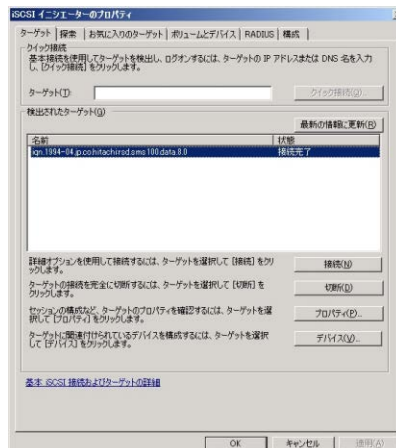 iSCSI イニシエーターのプロパティ
ターゲット 探索 お気に入りのターゲット ボリュームとデバイス RADIUS 構成
クイック接続
基本接続を使用してターゲットを検出し、ログオンするには、ターゲットの IP アドレスまたは DNS 名を入力
し、[クイック接続] をクリックします。
ターゲット(T): クイック接続(Q)...
検出されたターゲット(G)
最新の情報に更新(R)
名前 状態
iqn.1994-04.jp.co.hitachi:rsd.sms100.data.8.0 接続完了
詳細オプションを使用して接続するには、ターゲットを選択して [接続] をクリ
ックします。
接続(N)
ターゲットの接続を完全に切断するには、ターゲットを選択して [切断] を
クリックします。
切断(D)
セッションの構成など、ターゲットのプロパティを確認するには、ターゲットを選
択して [プロパティ] をクリックします。
プロパティ(P)...
ターゲットに関連付けられているデバイスを構成するには、ターゲットを選択
して [デバイス] をクリックします。
デバイス(V)...
基本 iSCSI 接続およびターゲットの詳細
OK キャンセル 適用(A)